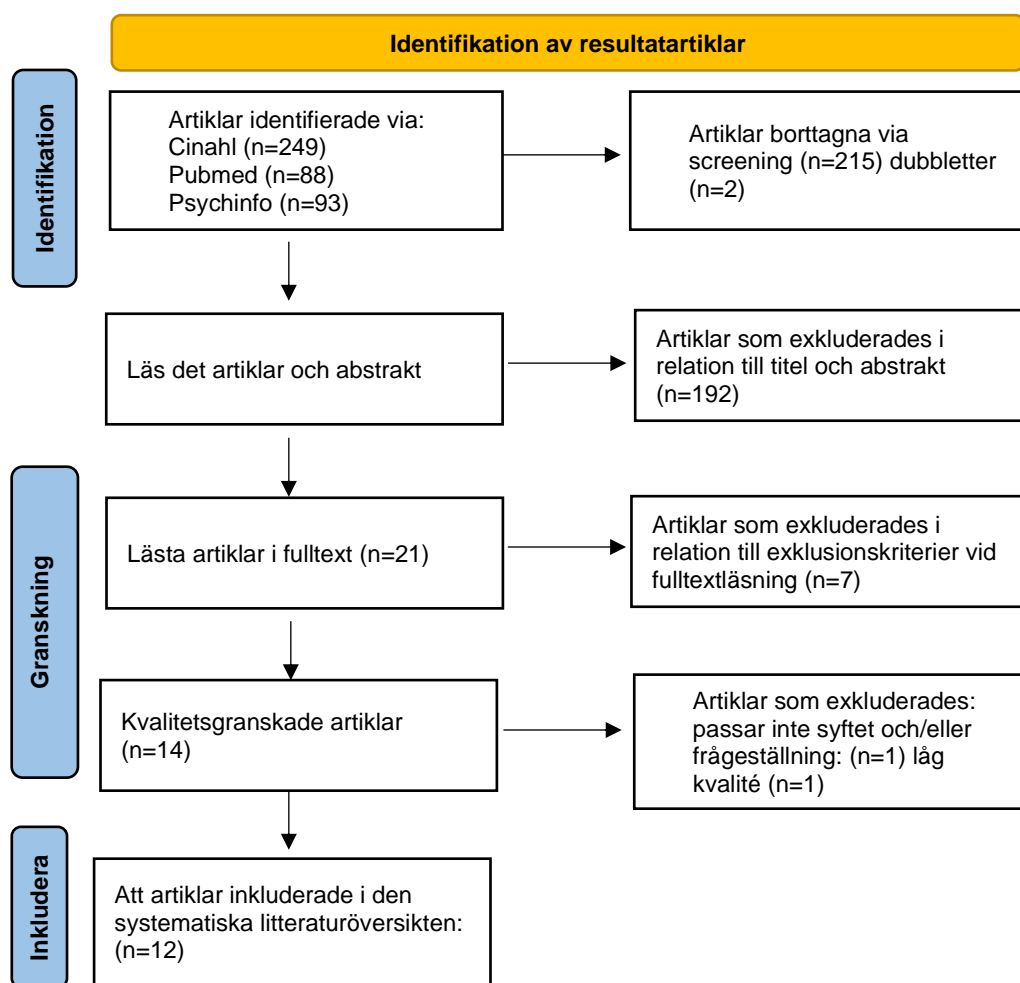 Identifikation av resultatartiklar
Identifikation
Artiklar identifierade via:
Cinahl (n=249)
Pubmed (n=88)
Psychinfo (n=93)
Artiklar borttagna via
screening (n=215) dubbletter
(n=2)
Läs det artiklar och abstrakt
Artiklar som exkluderades i
relation till titel och abstrakt
(n=192)
Granskning
Lästa artiklar i fulltext (n=21)
Artiklar som exkluderades i
relation till exklusionskriterier vid
fulltextläsning (n=7)
Kvalitetsgranskade artiklar
(n=14)
Artiklar som exkluderades:
passar inte syftet och/eller
frågeställning: (n=1) låg
kvalité (n=1)
Inkludera
Att artiklar inkluderade i den
systematiska litteraturöversikten:
(n=12)